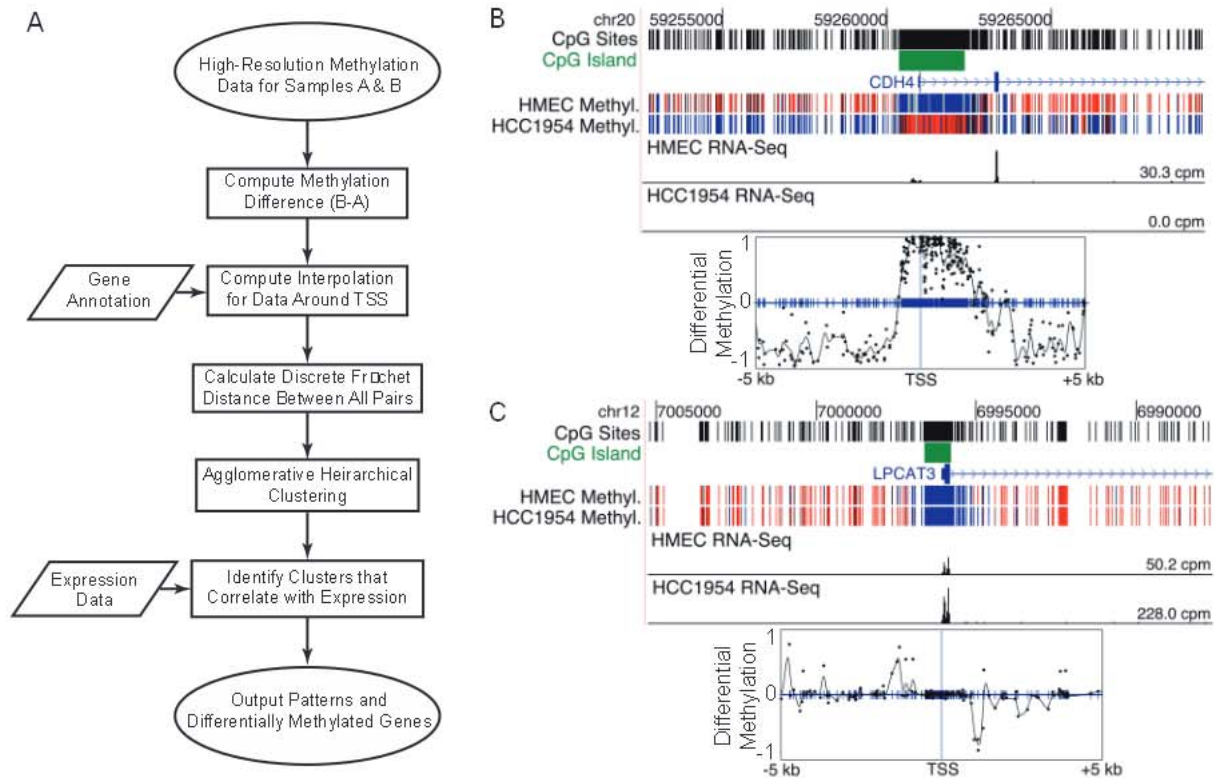 A
High-Resolution Methylation
Data for Samples A & B
Compute Methylation
Difference (B-A)
Gene
Annotation
Compute Interpolation
for Data Around TSS
Calculate Discrete Fr□chet
Distance Between All Pairs
Agglomerative Heirarchical
Clustering
Expression
Data
Identify Clusters that
Correlate with Expression
Output Patterns and
Differentially Methylated Genes
B
chr20 59255000 59260000 59265000
CpG Sites
CpG Island
CDH4
HMEC Methyl.
HCC1954 Methyl.
HMEC RNA-Seq
30.3 cpm
HCC1954 RNA-Seq
0.0 cpm
Differential
Methylation
1
0
-1
-5 kb TSS +5 kb
C
chr12 7005000 7000000 6995000 6990000
CpG Sites
CpG Island
LPCAT3
HMEC Methyl.
HCC1954 Methyl.
HMEC RNA-Seq
50.2 cpm
HCC1954 RNA-Seq
228.0 cpm
Differential
Methylation
1
0
-1
-5 kb TSS +5 kb